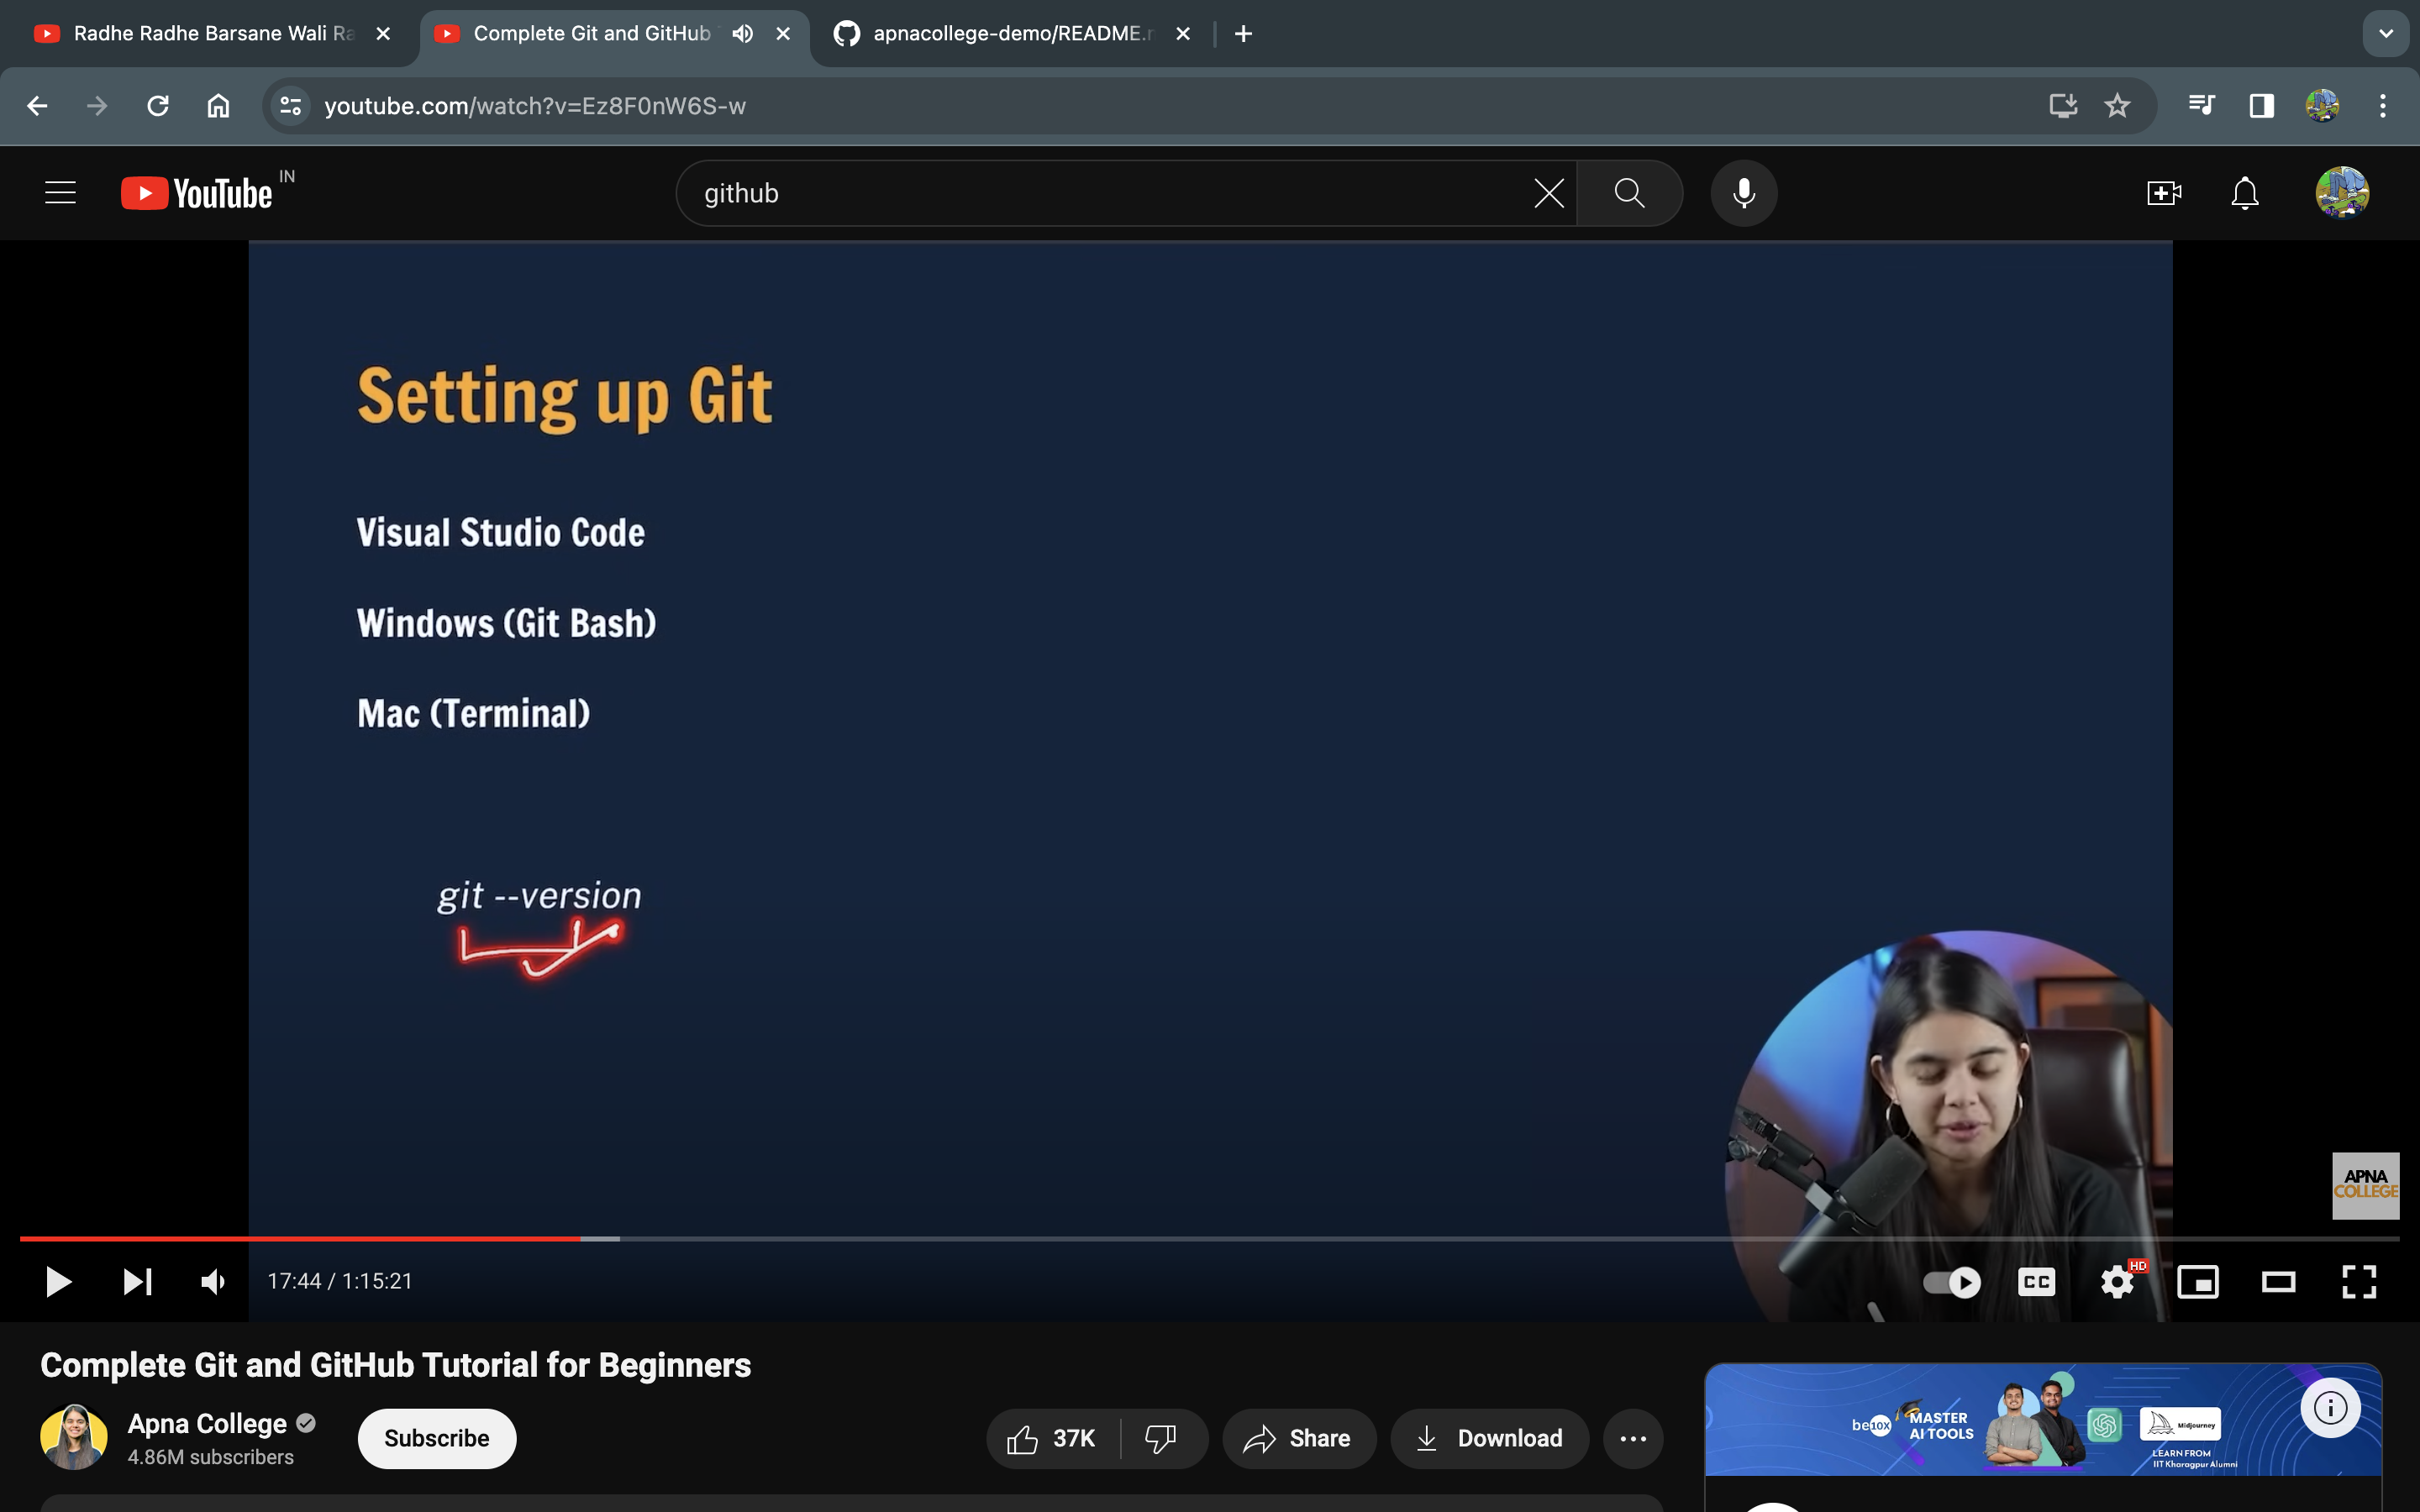 Radhe Radhe Barsane Wali Ra
Complete Git and GitHub
apnacollege-demo/README.
youtube.com/watch?v=Ez8F0nW6S-w
YouTube IN
github
Setting up Git
Visual Studio Code
Windows (Git Bash)
Mac (Terminal)
git --version
APNA
COLLEGE
17:44 / 1:15:21
CC
HD
Complete Git and GitHub Tutorial for Beginners
Apna College
4.86M subscribers
Subscribe
37K
Share
Download
be10X
MASTER
AI TOOLS
Midjourney
LEARN FROM
IIT Kharagpur Alumni